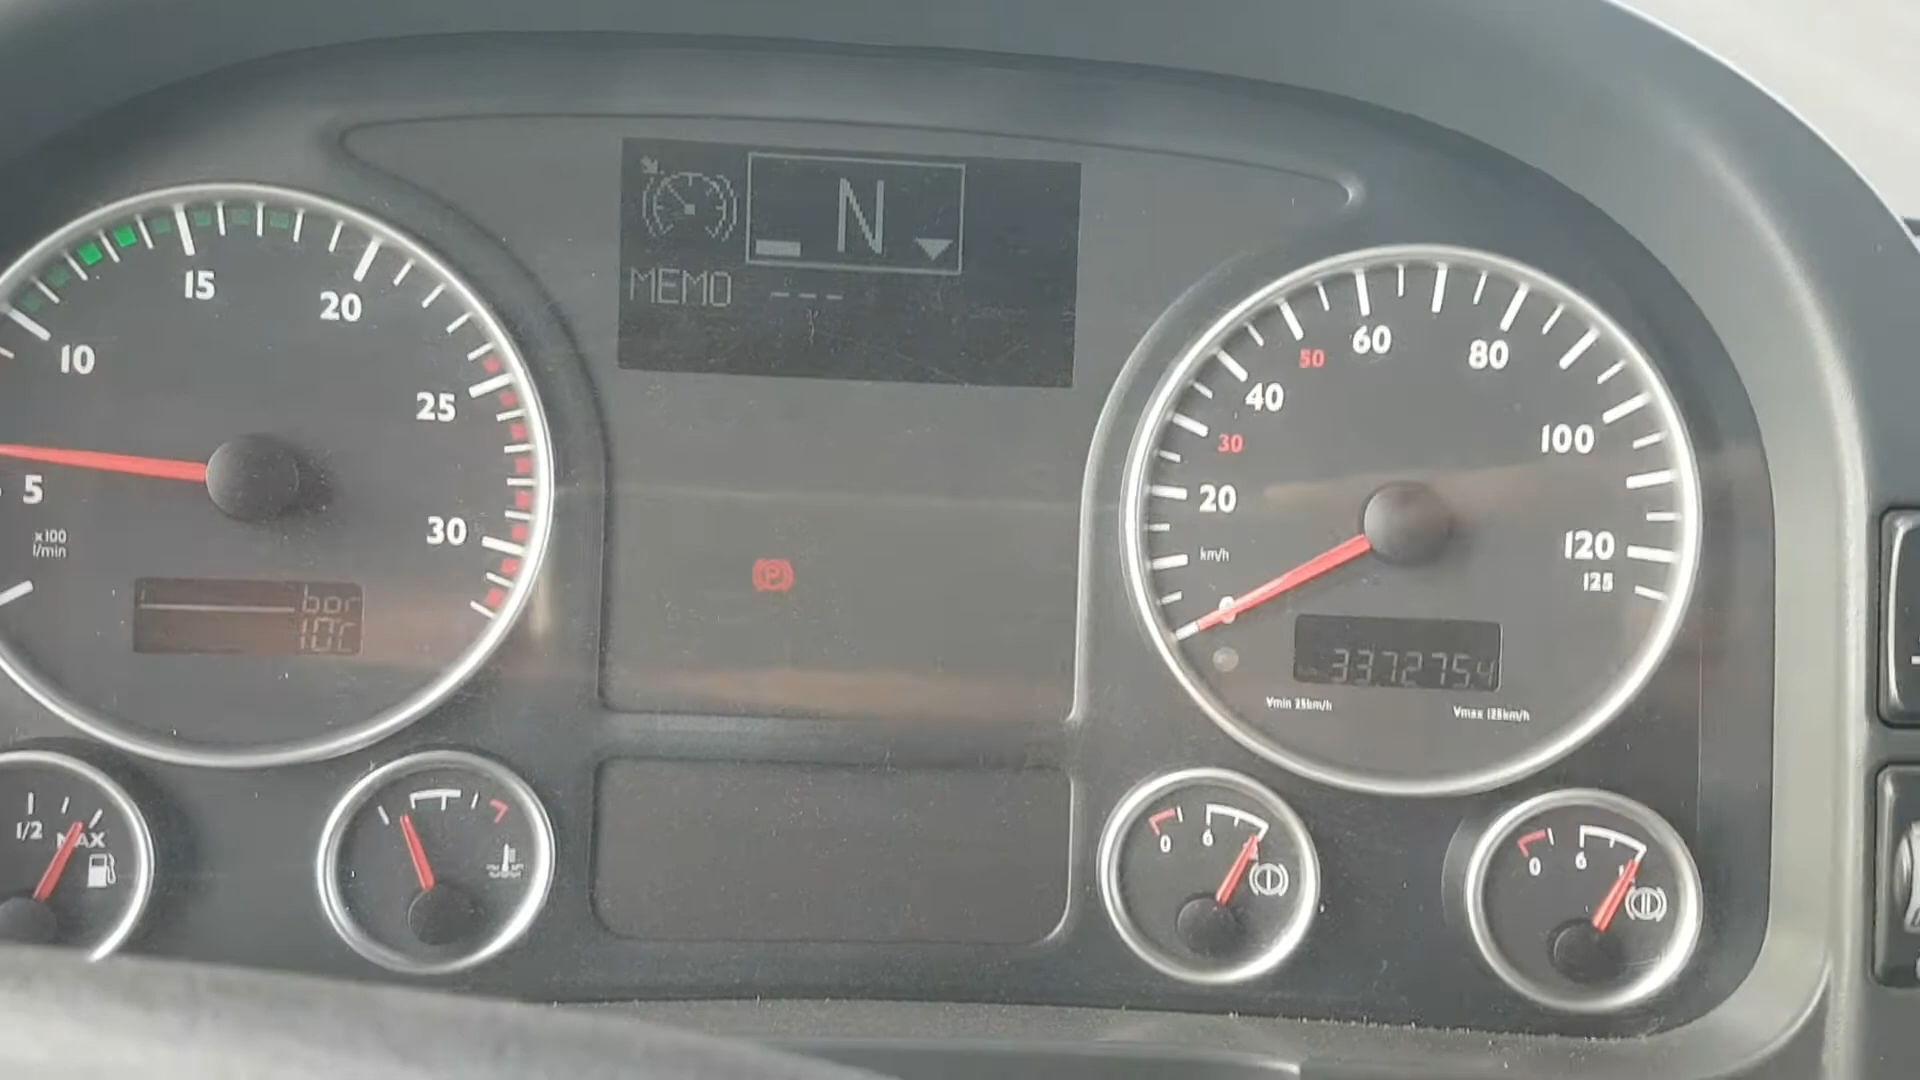 N
MEMO ---
15
20
10
25
5
30
x100
l/min
bar
10C
60
50
80
40
30
100
20
km/h
120
125
0
3372754
Vmin 25km/h
Vmax 125km/h
1/2
MAX
0
6
0
6
P